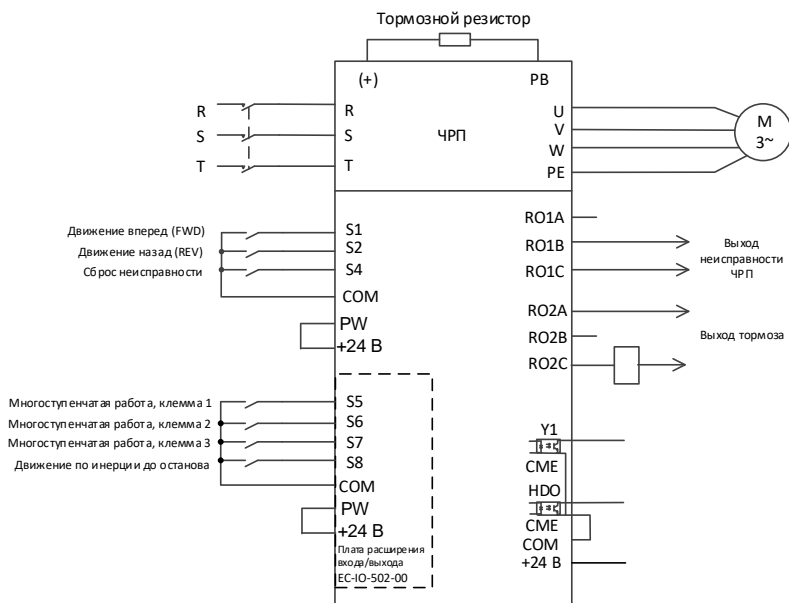 Тормозной резистор
(+)
PB
R
R
U
S
S
ЧРП
V
T
T
W
PE
M
3~
RO1A
Движение вперед (FWD)
S1
RO1B
Движение назад (REV)
S2
Выход
неисправности
ЧРП
Сброс неисправности
S4
RO1C
COM
RO2A
PW
RO2B
Выход тормоза
+24 В
RO2C
Многоступенчатая работа, клемма 1
S5
Многоступенчатая работа, клемма 2
S6
Y1
Многоступенчатая работа, клемма 3
S7
Движение по инерции до останова
S8
CME
COM
HDO
PW
CME
+24 В
COM
Плата расширения
входа/выхода
EC-IO-502-00
+24 В